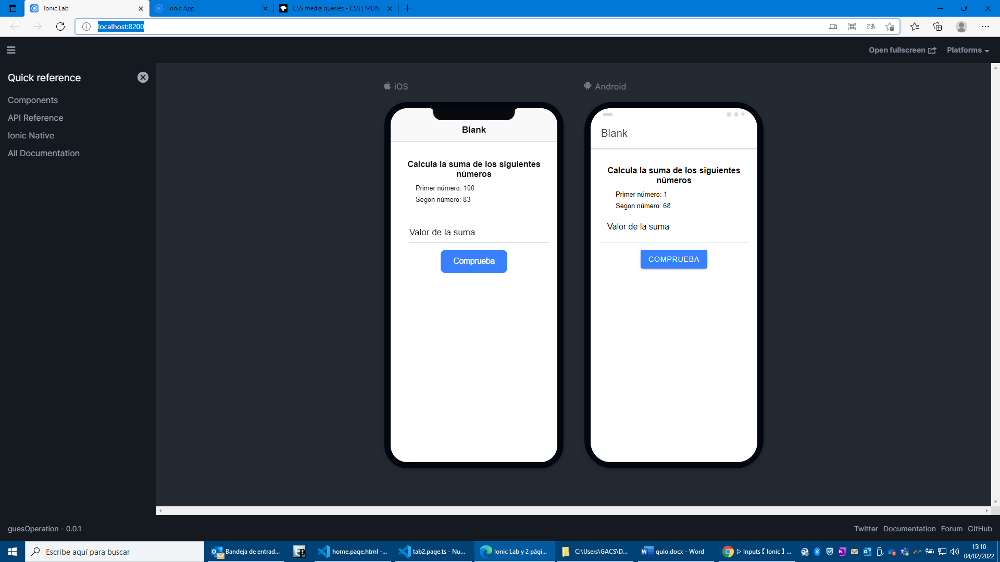 Ionic Lab
Ionic App
CSS media queries - CSS | MDN
localhost:8200
aあ
Open fullscreen
Platforms
Quick reference
Components
API Reference
Ionic Native
All Documentation
iOS
Android
Blank
Calcula la suma de los siguientes
números
Primer número: 100
Segon número: 83
Valor de la suma
Comprueba
Blank
Calcula la suma de los siguientes
números
Primer número: 1
Segon número: 68
Valor de la suma
COMPRUEBA
guesOperation - 0.0.1
Twitter Documentation Forum GitHub
Escribe aquí para buscar
Bandeja de entrad...
home.page.html -...
tab2.page.ts - Nu...
Ionic Lab y 2 pági...
C:\Users\GACS\D...
guio.docx - Word
▷ Inputs【 Ionic 】...
15:10
04/02/2022